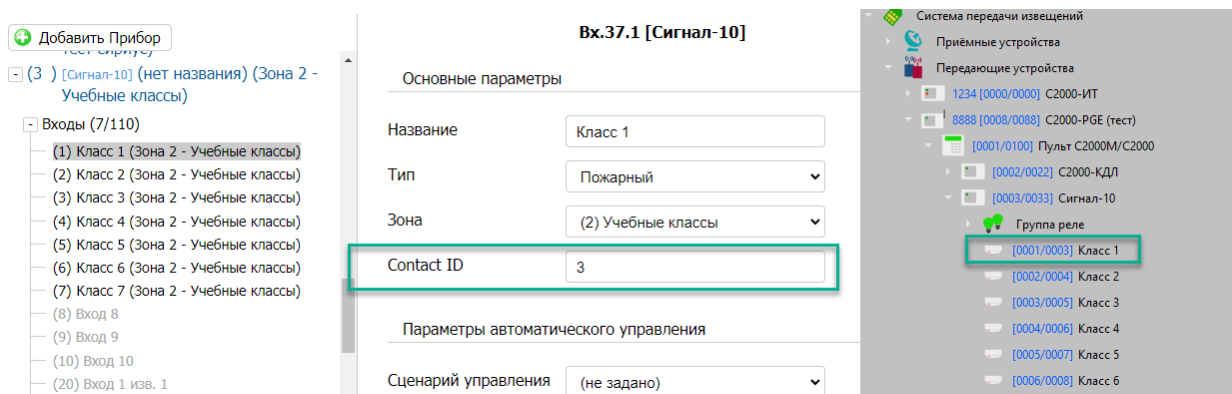 Добавить Прибор
(3 ) [Сигнал-10] (нет названия) (Зона 2 -
Учебные классы)
Входы (7/110)
(1) Класс 1 (Зона 2 - Учебные классы)
(2) Класс 2 (Зона 2 - Учебные классы)
(3) Класс 3 (Зона 2 - Учебные классы)
(4) Класс 4 (Зона 2 - Учебные классы)
(5) Класс 5 (Зона 2 - Учебные классы)
(6) Класс 6 (Зона 2 - Учебные классы)
(7) Класс 7 (Зона 2 - Учебные классы)
(8) Вход 8
(9) Вход 9
(10) Вход 10
(20) Вход 1 изв. 1
Вх.37.1 [Сигнал-10]
Основные параметры
Название
Класс 1
Тип
Пожарный
Зона
(2) Учебные классы
Contact ID
3
Параметры автоматического управления
Сценарий управления
(не задано)
Система передачи извещений
Приёмные устройства
Передающие устройства
1234 [0000/0000] С2000-ИТ
8888 [0008/0088] С2000-PGE (тест)
[0001/0100] Пульт С2000М/С2000
[0002/0022] С2000-КДЛ
[0003/0033] Сигнал-10
Группа реле
[0001/0003] Класс 1
[0002/0004] Класс 2
[0003/0005] Класс 3
[0004/0006] Класс 4
[0005/0007] Класс 5
[0006/0008] Класс 6